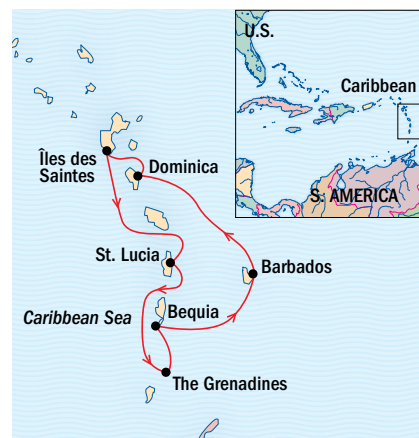 U.S.
Caribbean
S. AMERICA
Îles des
Saintes
Dominica
St. Lucia
Barbados
Caribbean Sea
Bequia
The Grenadines